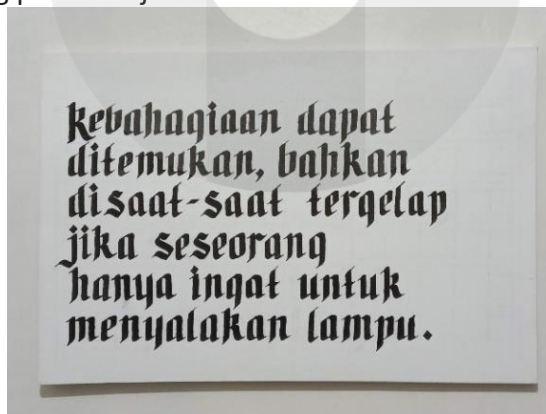 Kebahagiaan dapat
ditemukan, bahkan
disaat-saat tergelap
jika seseorang
hanya ingat untuk
menyalakan lampu.